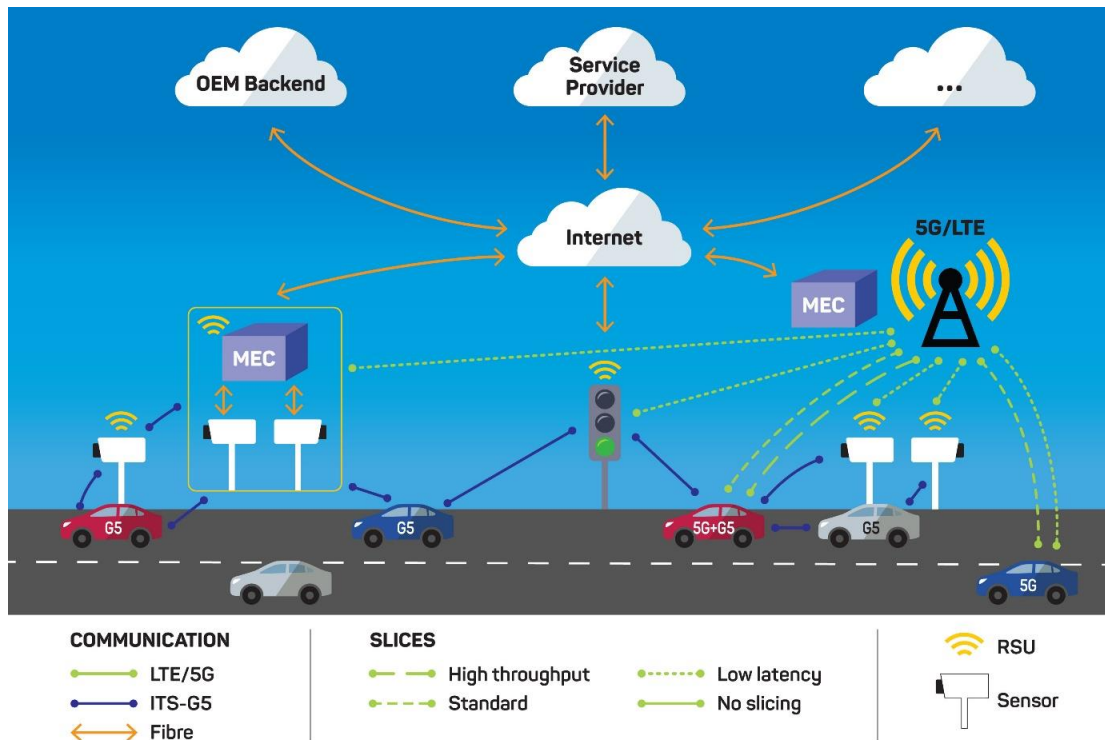 OEM Backend
Service
Provider
...
Internet
5G/LTE
MEC
MEC
G5
G5
5G+G5
G5
5G
COMMUNICATION
LTE/5G
ITS-G5
Fibre
SLICES
High throughput
Standard
Low latency
No slicing
RSU
Sensor